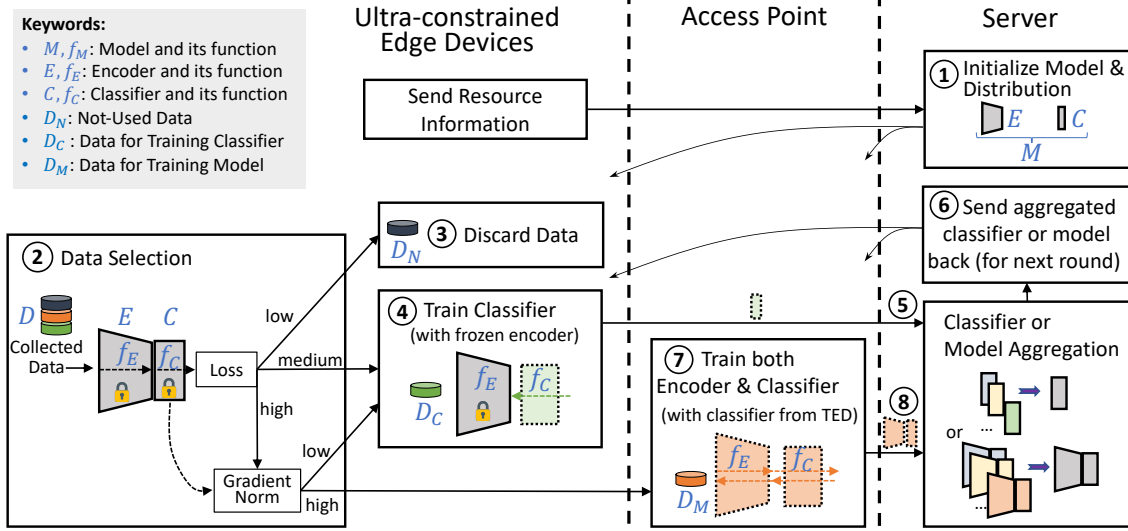 Keywords:
• M, f_M: Model and its function
• E, f_E: Encoder and its function
• C, f_C: Classifier and its function
• D_N: Not-Used Data
• D_C: Data for Training Classifier
• D_M: Data for Training Model
Ultra-constrained
Edge Devices
Access Point
Server
Send Resource
Information
1 Initialize Model &
Distribution
E C
M
2 Data Selection
D
Collected
Data
E C
f_E f_C
Loss
low
medium
high
Gradient
Norm
low
high
3 Discard Data
D_N
4 Train Classifier
(with frozen encoder)
D_C
f_E f_C
5
6 Send aggregated
classifier or model
back (for next round)
Classifier or
Model Aggregation
...
or
...
7 Train both
Encoder & Classifier
(with classifier from TED)
f_E f_C
D_M
8